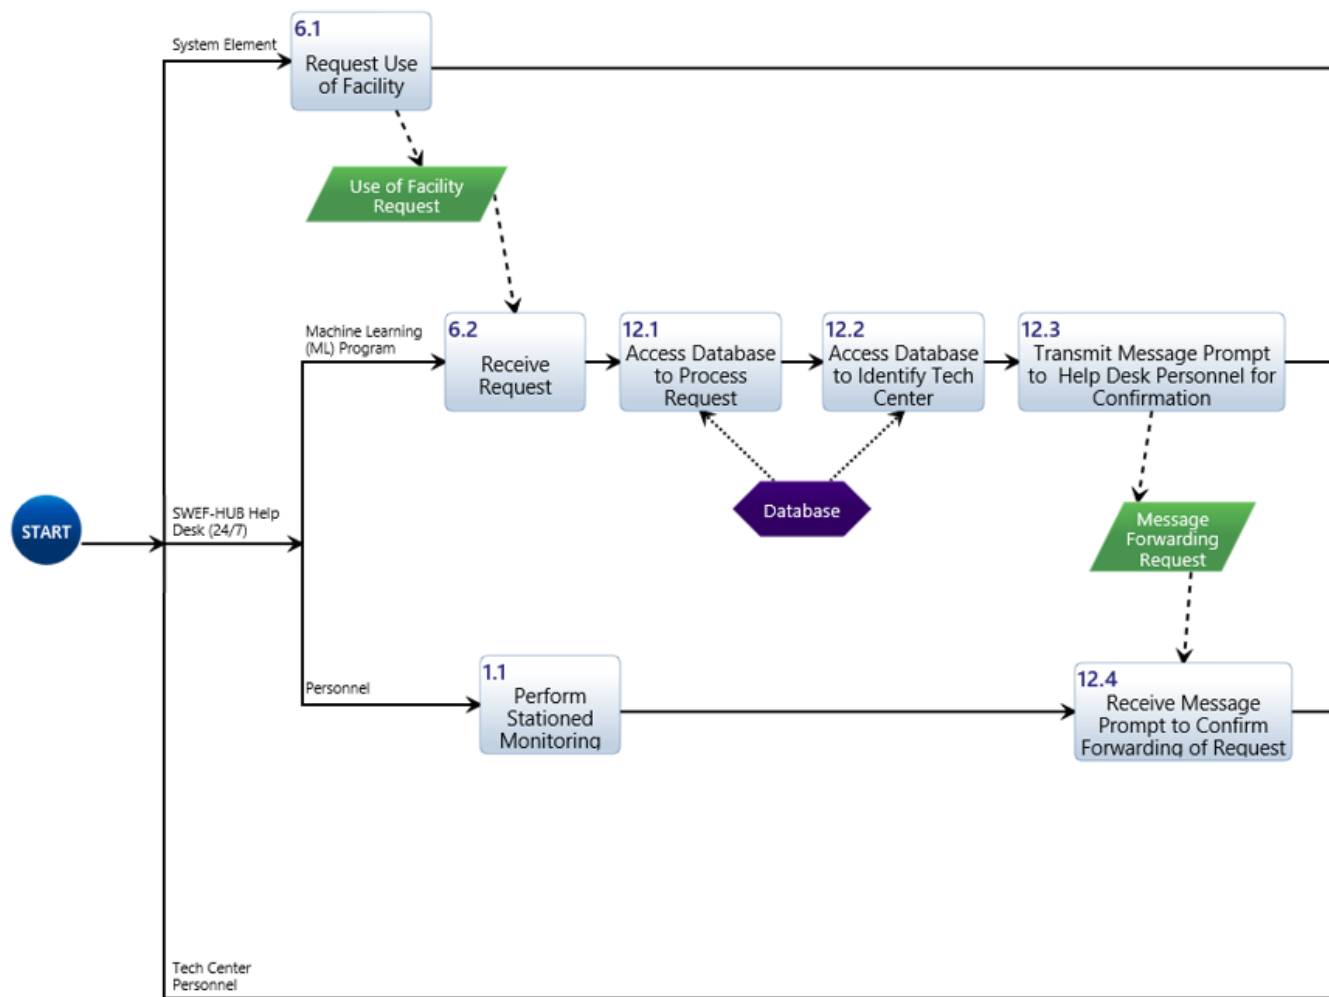 System Element
6.1
Request Use
of Facility
Use of Facility
Request
Machine Learning
(ML) Program
6.2
Receive
Request
12.1
Access Database
to Process
Request
12.2
Access Database
to Identify Tech
Center
12.3
Transmit Message Prompt
to Help Desk Personnel for
Confirmation
Database
START
SWEF-HUB Help
Desk (24/7)
Message
Forwarding
Request
Personnel
1.1
Perform
Stationed
Monitoring
12.4
Receive Message
Prompt to Confirm
Forwarding of Request
Tech Center
Personnel